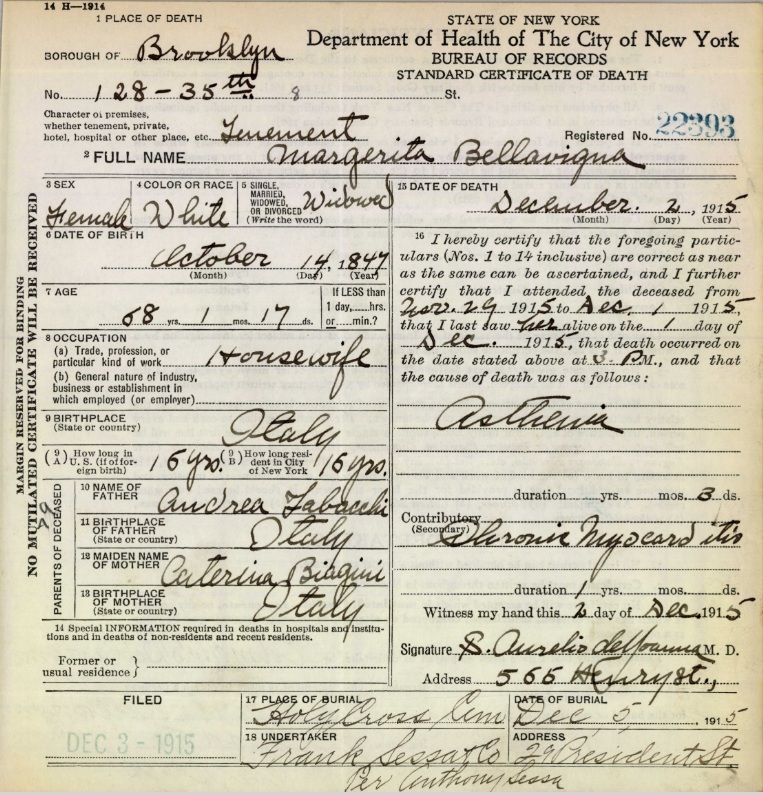 14 H—1914
1 PLACE OF DEATH
STATE OF NEW YORK
Department of Health of The City of New York
BUREAU OF RECORDS
STANDARD CERTIFICATE OF DEATH
BOROUGH OF Brooklyn
No. 128-35th 8 St.
Character of premises,
whether tenement, private,
hotel, hospital or other place, etc. Tenement
Registered No. 22393
2 FULL NAME Margerita Bellavigna
3 SEX
Female
4 COLOR OR RACE
White
5 SINGLE,
MARRIED,
WIDOWED,
OR DIVORCED
(Write the word)
Widowed
6 DATE OF BIRTH
October 14, 1847
(Month) (Day) (Year)
7 AGE
68 yrs. 1 mos. 17 ds.
If LESS than
1 day,....hrs.
or....min.?
8 OCCUPATION
(a) Trade, profession, or
particular kind of work Housewife
(b) General nature of industry,
business or establishment in
which employed (or employer)
9 BIRTHPLACE
(State or country)
Italy
(9 A) How long in
U. S. (if of for-
eign birth)
16 yrs.
(9 B) How long resi-
dent in City
of New York
16 yrs.
PARENTS OF DECEASED
10 NAME OF
FATHER
Andrea Tabacchi
11 BIRTHPLACE
OF FATHER
(State or country)
Italy
12 MAIDEN NAME
OF MOTHER
Caterina Biagini
13 BIRTHPLACE
OF MOTHER
(State or country)
Italy
14 Special INFORMATION required in deaths in hospitals and institu-
tions and in deaths of non-residents and recent residents.
Former or
usual residence }
15 DATE OF DEATH
December. 2, 1915
(Month) (Day) (Year)
16 I hereby certify that the foregoing partic-
ulars (Nos. 1 to 14 inclusive) are correct as near
as the same can be ascertained, and I further
certify that I attended the deceased from
Nov. 29 1915 to Dec. 1 1915,
that I last saw her alive on the 1 day of
Dec. 1915, that death occurred on
the date stated above at 3 P.M., and that
the cause of death was as follows:
Asthenia
duration yrs. mos. 3 ds.
Contributory
(Secondary) Chronic Myocarditis
duration 1 yrs. mos. ds.
Witness my hand this 2 day of Dec. 1915
Signature Aurelio M. D.
Address 565 Henry st.,
FILED
DEC 3 - 1915
17 PLACE OF BURIAL
Holy Cross Cem
DATE OF BURIAL
Dec 5, 1915
18 UNDERTAKER
Frank Sessa & Co
ADDRESS
29 President St
Per Anthony Sessa
MARGIN RESERVED FOR BINDING
NO MUTILATED CERTIFICATE WILL BE RECEIVED